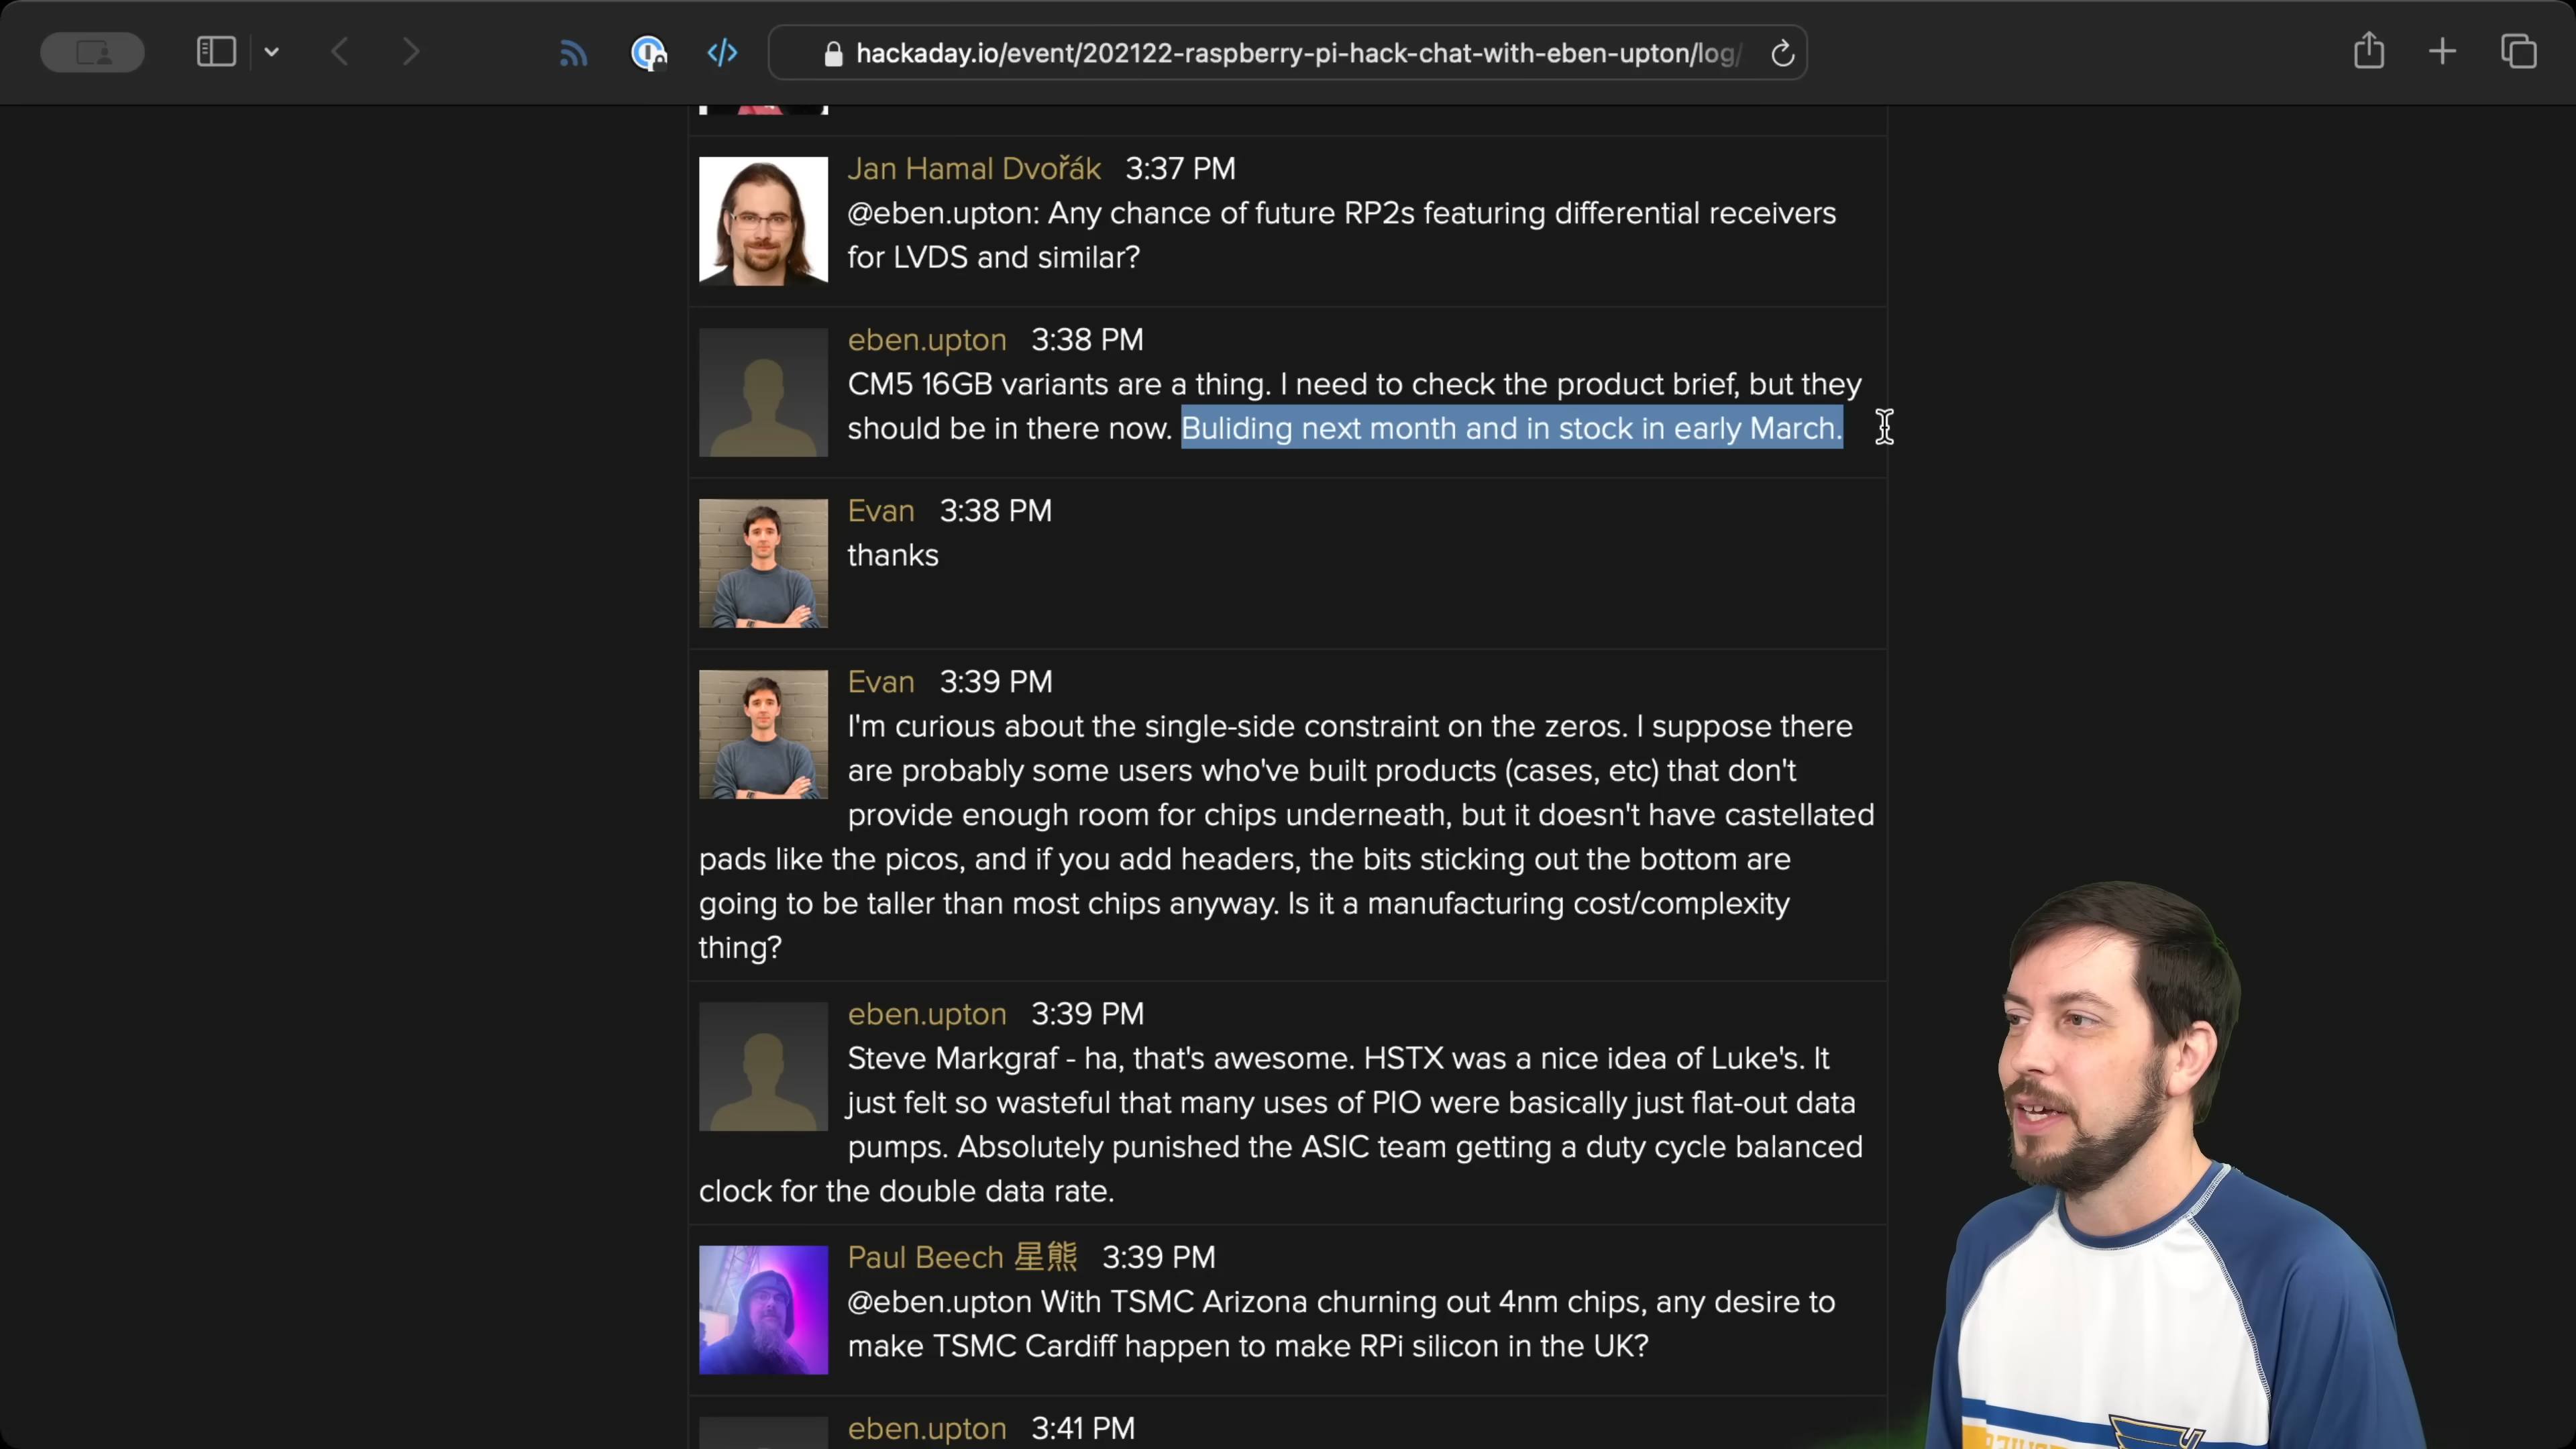 hackaday.io/event/202122-raspberry-pi-hack-chat-with-eben-upton/log/
Jan Hamal Dvořák 3:37 PM
@eben.upton: Any chance of future RP2s featuring differential receivers
for LVDS and similar?
eben.upton 3:38 PM
CM5 16GB variants are a thing. I need to check the product brief, but they
should be in there now. Buliding next month and in stock in early March.
Evan 3:38 PM
thanks
Evan 3:39 PM
I'm curious about the single-side constraint on the zeros. I suppose there
are probably some users who've built products (cases, etc) that don't
provide enough room for chips underneath, but it doesn't have castellated
pads like the picos, and if you add headers, the bits sticking out the bottom are
going to be taller than most chips anyway. Is it a manufacturing cost/complexity
thing?
eben.upton 3:39 PM
Steve Markgraf - ha, that's awesome. HSTX was a nice idea of Luke's. It
just felt so wasteful that many uses of PIO were basically just flat-out data
pumps. Absolutely punished the ASIC team getting a duty cycle balanced
clock for the double data rate.
Paul Beech 星熊 3:39 PM
@eben.upton With TSMC Arizona churning out 4nm chips, any desire to
make TSMC Cardiff happen to make RPi silicon in the UK?
eben.upton 3:41 PM